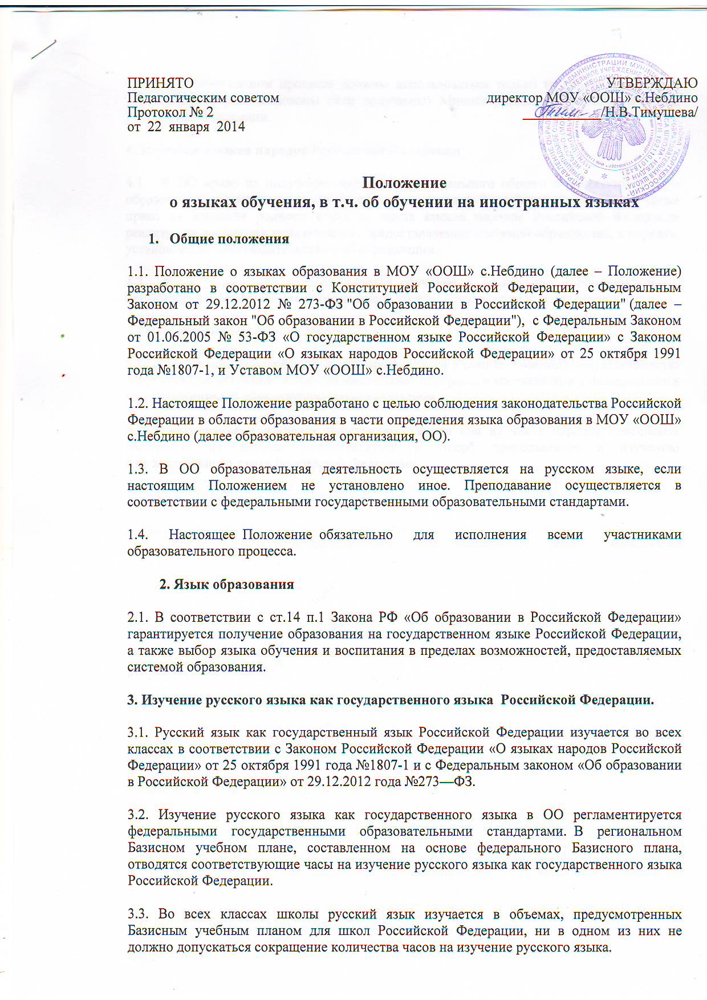 ПРИНЯТО
Педагогическим советом
Протокол № 2
от 22 января 2014
УТВЕРЖДАЮ
директор МОУ «ООШ» с.Небдино
/Н.В.Тимушева/
Положение
о языках обучения, в т.ч. об обучении на иностранных языках
1. Общие положения
1.1. Положение о языках образования в МОУ «ООШ» с.Небдино (далее – Положение)
разработано в соответствии с Конституцией Российской Федерации, с Федеральным
Законом от 29.12.2012 № 273-ФЗ "Об образовании в Российской Федерации" (далее –
Федеральный закон "Об образовании в Российской Федерации"), с Федеральным Законом
от 01.06.2005 № 53-ФЗ «О государственном языке Российской Федерации» с Законом
Российской Федерации «О языках народов Российской Федерации» от 25 октября 1991
года №1807-1, и Уставом МОУ «ООШ» с.Небдино.
1.2. Настоящее Положение разработано с целью соблюдения законодательства Российской
Федерации в области образования в части определения языка образования в МОУ «ООШ»
с.Небдино (далее образовательная организация, ОО).
1.3. В ОО образовательная деятельность осуществляется на русском языке, если
настоящим Положением не установлено иное. Преподавание осуществляется в
соответствии с федеральными государственными образовательными стандартами.
1.4. Настоящее Положение обязательно для исполнения всеми участниками
образовательного процесса.
2. Язык образования
2.1. В соответствии с ст.14 п.1 Закона РФ «Об образовании в Российской Федерации»
гарантируется получение образования на государственном языке Российской Федерации,
а также выбор языка обучения и воспитания в пределах возможностей, предоставляемых
системой образования.
3. Изучение русского языка как государственного языка Российской Федерации.
3.1. Русский язык как государственный язык Российской Федерации изучается во всех
классах в соответствии с Законом Российской Федерации «О языках народов Российской
Федерации» от 25 октября 1991 года №1807-1 и с Федеральным законом «Об образовании
в Российской Федерации» от 29.12.2012 года №273—ФЗ.
3.2. Изучение русского языка как государственного языка в ОО регламентируется
федеральными государственными образовательными стандартами. В региональном
Базисном учебном плане, составленном на основе федерального Базисного плана,
отводятся соответствующие часы на изучение русского языка как государственного языка
Российской Федерации.
3.3. Во всех классах школы русский язык изучается в объемах, предусмотренных
Базисным учебным планом для школ Российской Федерации, ни в одном из них не
должно допускаться сокращение количества часов на изучение русского языка.